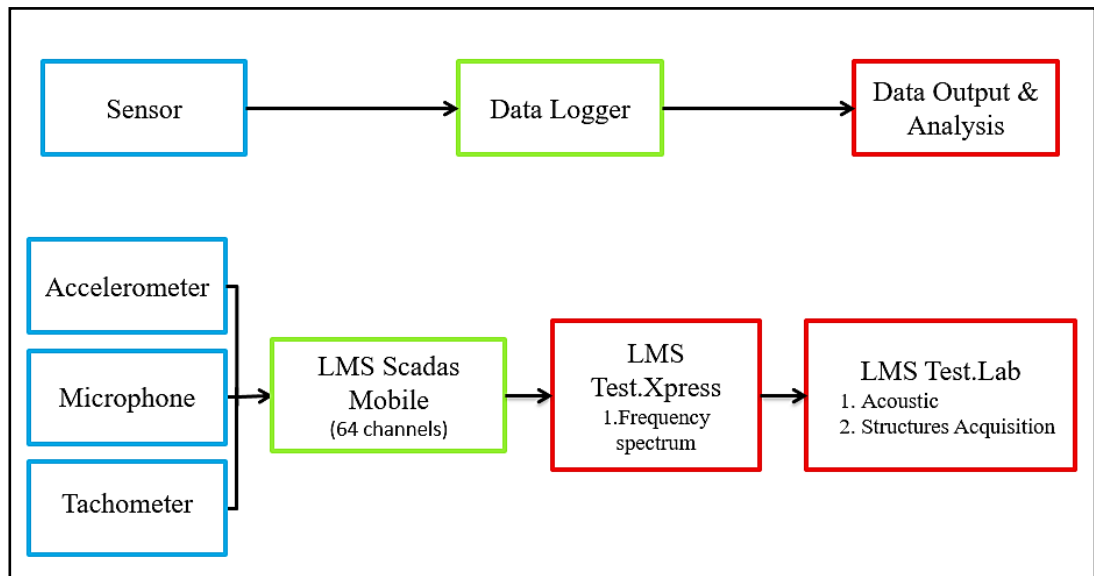 Sensor
Data Logger
Data Output &
Analysis
Accelerometer
Microphone
Tachometer
LMS Scadas
Mobile
(64 channels)
LMS
Test.Xpress
1.Frequency
spectrum
LMS Test.Lab
1. Acoustic
2. Structures Acquisition